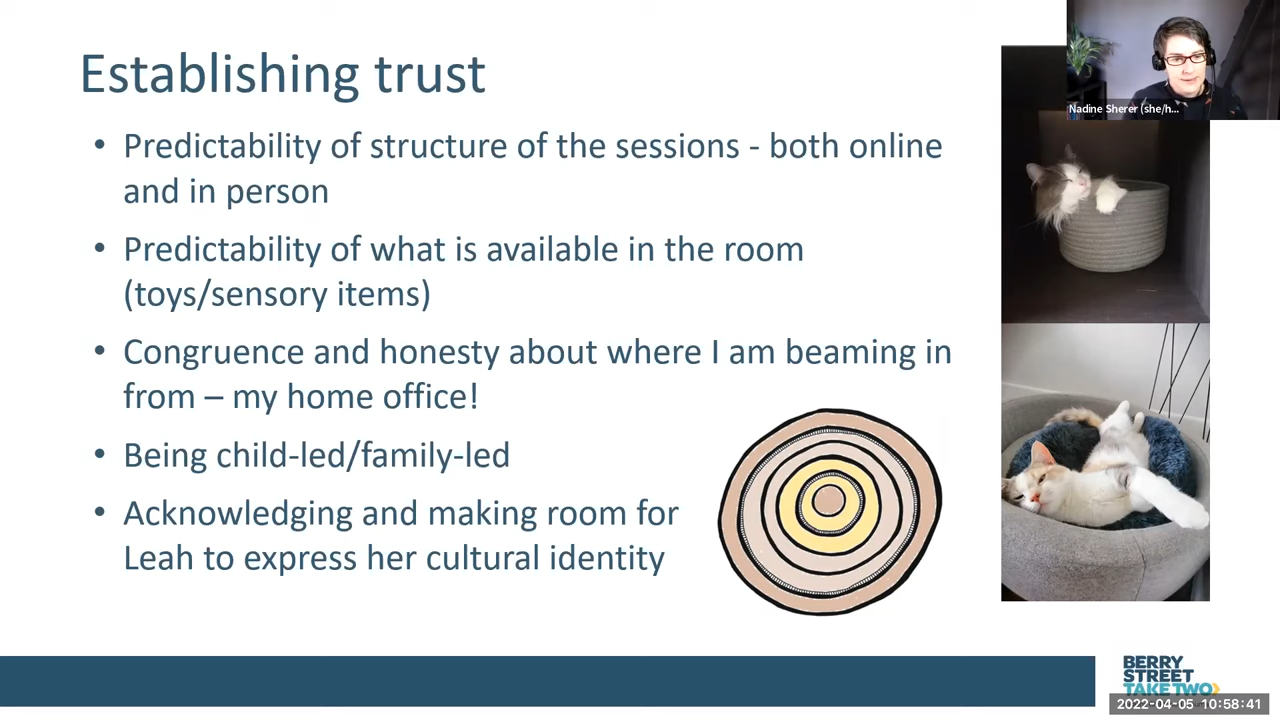 Establishing trust
• Predictability of structure of the sessions - both online
and in person
• Predictability of what is available in the room
(toys/sensory items)
• Congruence and honesty about where I am beaming in
from – my home office!
• Being child-led/family-led
• Acknowledging and making room for
Leah to express her cultural identity
Nadine Sherer (she/h...
BERRY
STREET
TAKE TWO
2022-04-05 10:58:41